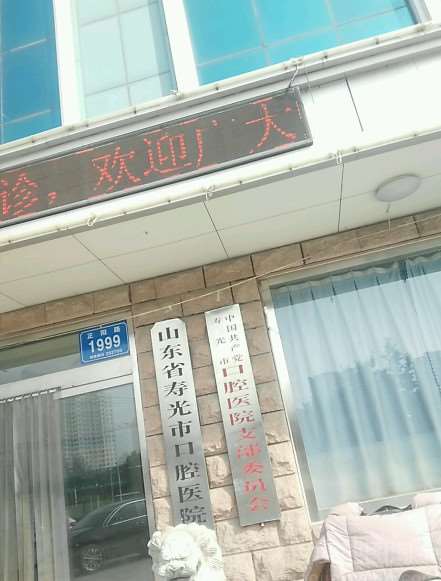 诊，欢迎广大
正阳路
1999
山东省寿光市口腔医院
中国共产党
寿光市
口腔医院支部委员会